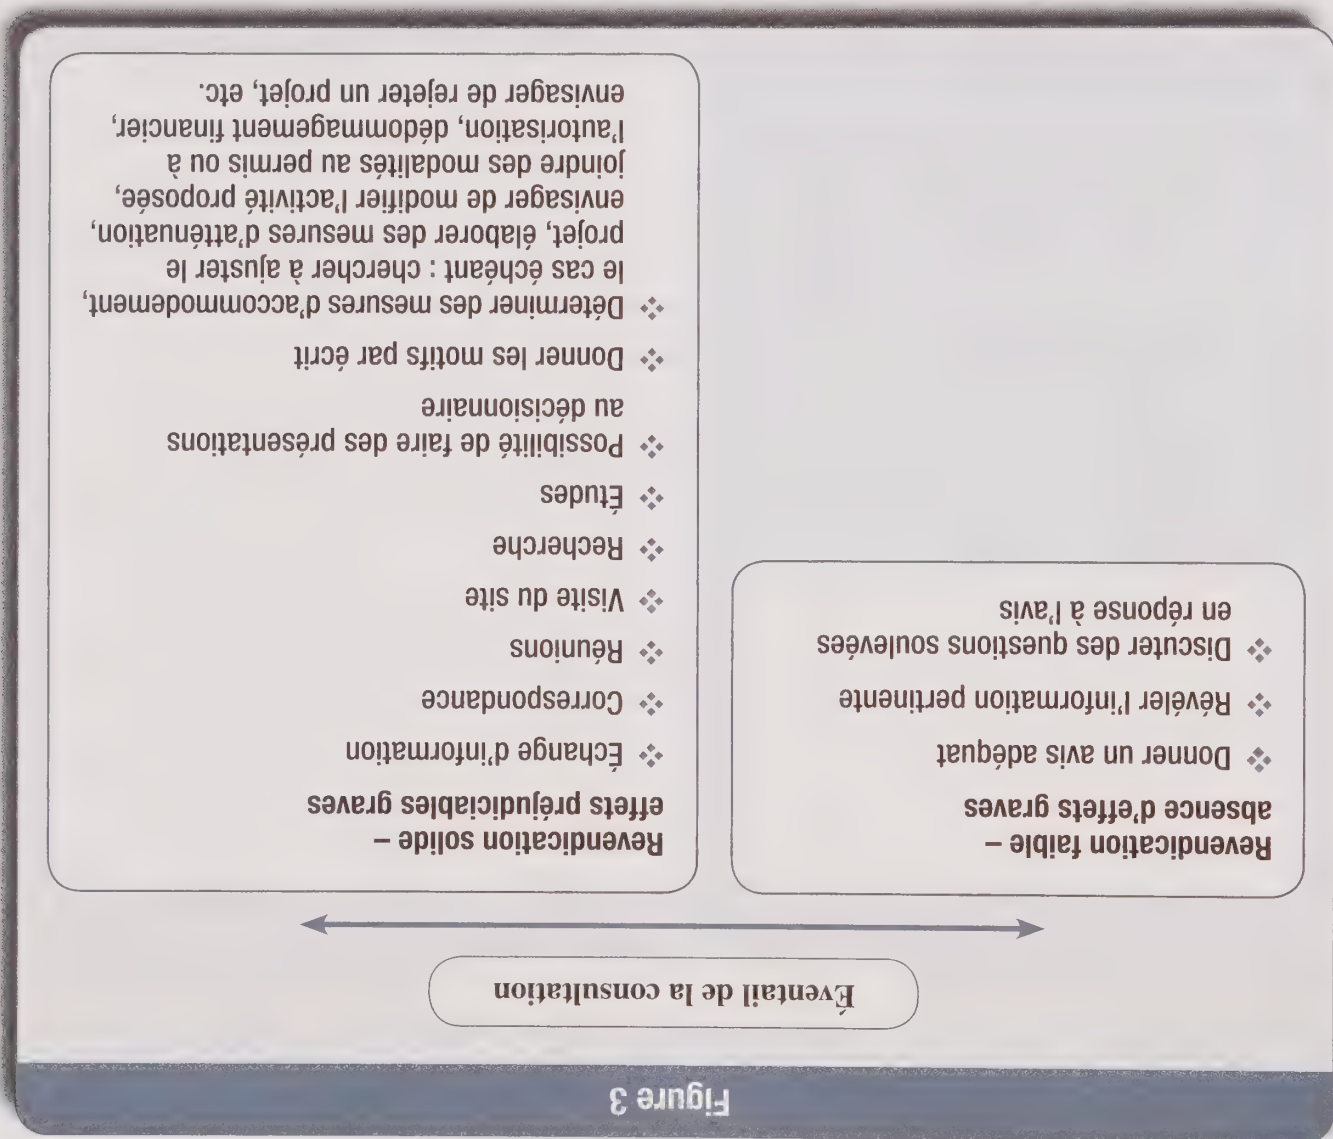 Figure 3
Éventail de la consultation
Revendication faible –
absence d'effets graves
❖ Donner un avis adéquat
❖ Révéler l'information pertinente
❖ Discuter des questions soulevées
en réponse à l'avis
Revendication solide –
effets préjudiciables graves
❖ Échange d'information
❖ Correspondance
❖ Réunions
❖ Visite du site
❖ Recherche
❖ Études
❖ Possibilité de faire des présentations
au décisionnaire
❖ Donner les motifs par écrit
❖ Déterminer des mesures d'accommodement,
le cas échéant : chercher à ajuster le
projet, élaborer des mesures d'atténuation,
envisager de modifier l'activité proposée,
joindre des modalités au permis ou à
l'autorisation, dédommagement financier,
envisager de rejeter un projet, etc.